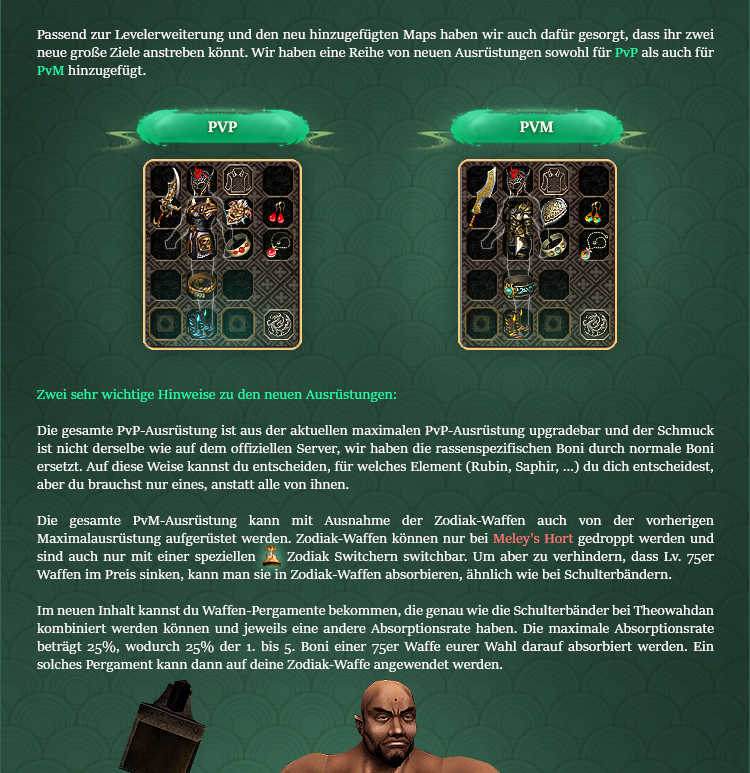 Passend zur Levelerweiterung und den neu hinzugefügten Maps haben wir auch dafür gesorgt, dass ihr zwei
neue große Ziele anstreben könnt. Wir haben eine Reihe von neuen Ausrüstungen sowohl für PvP als auch für
PvM hinzugefügt.
PVP
PVM
Zwei sehr wichtige Hinweise zu den neuen Ausrüstungen:
Die gesamte PvP-Ausrüstung ist aus der aktuellen maximalen PvP-Ausrüstung upgradebar und der Schmuck
ist nicht derselbe wie auf dem offiziellen Server, wir haben die rassenspezifischen Boni durch normale Boni
ersetzt. Auf diese Weise kannst du entscheiden, für welches Element (Rubin, Saphir, ...) du dich entscheidest,
aber du brauchst nur eines, anstatt alle von ihnen.
Die gesamte PvM-Ausrüstung kann mit Ausnahme der Zodiak-Waffen auch von der vorherigen
Maximalausrüstung aufgerüstet werden. Zodiak-Waffen können nur bei Meley's Hort gedroppt werden und
sind auch nur mit einer speziellen Zodiak Switchern switchbar. Um aber zu verhindern, dass Lv. 75er
Waffen im Preis sinken, kann man sie in Zodiak-Waffen absorbieren, ähnlich wie bei Schulterbändern.
Im neuen Inhalt kannst du Waffen-Pergamente bekommen, die genau wie die Schulterbänder bei Theowahdan
kombiniert werden können und jeweils eine andere Absorptionsrate haben. Die maximale Absorptionsrate
beträgt 25%, wodurch 25% der 1. bis 5. Boni einer 75er Waffe eurer Wahl darauf absorbiert werden. Ein
solches Pergament kann dann auf deine Zodiak-Waffe angewendet werden.